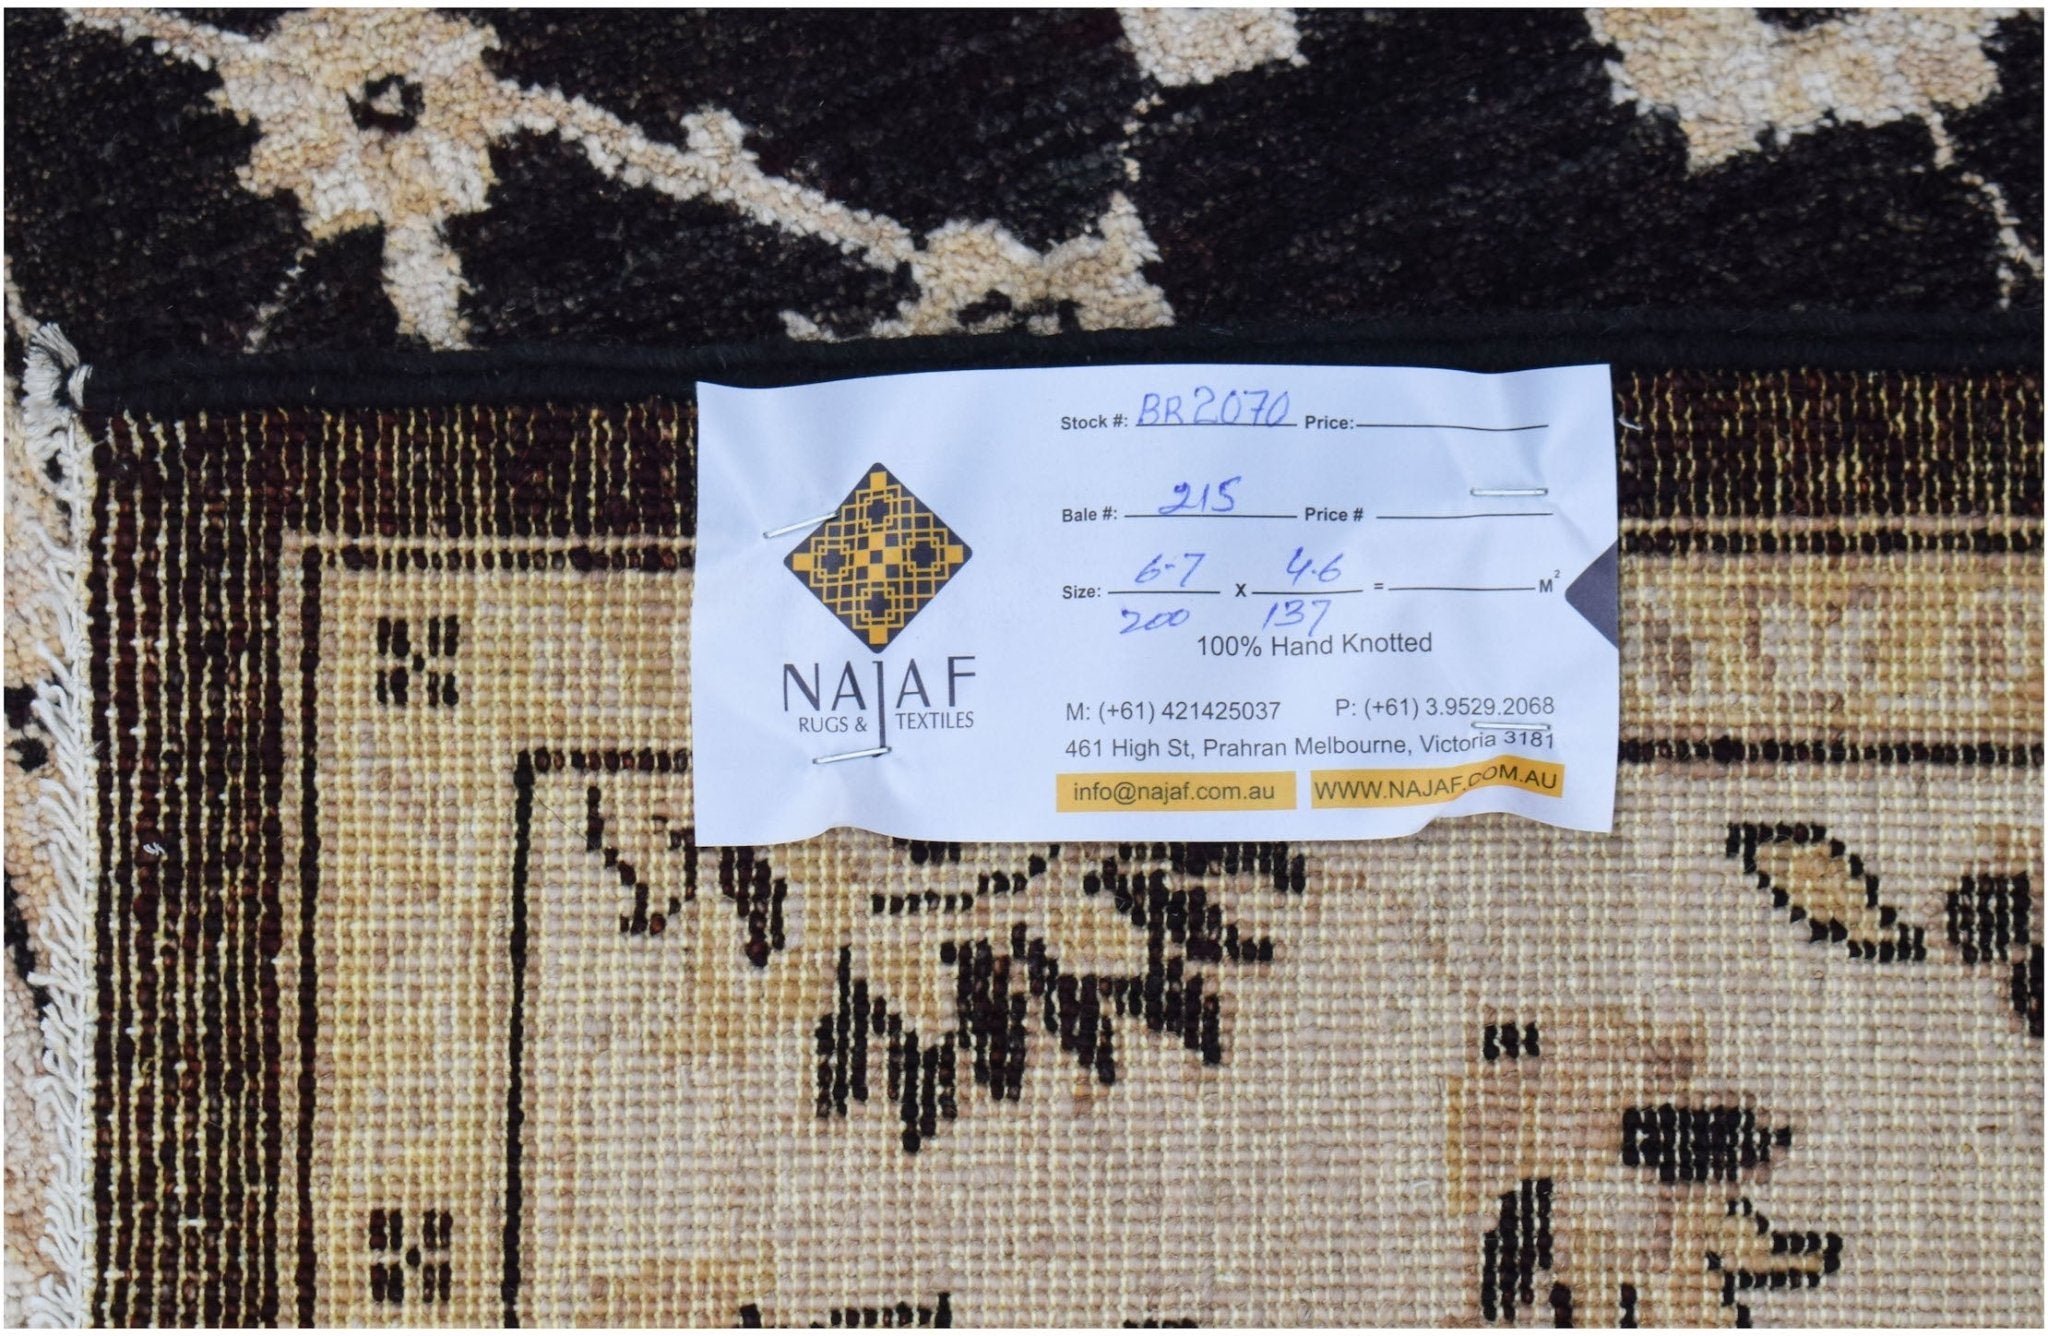 Stock #: BR2070 Price:
Bale #: 215 Price #
6-7 4.6
Size: X = M²
200 137
100% Hand Knotted
NAJAF
RUGS & TEXTILES
M: (+61) 421425037 P: (+61) 3.9529.2068
461 High St, Prahran Melbourne, Victoria 3181
info@najaf.com.au WWW.NAJAF.COM.AU